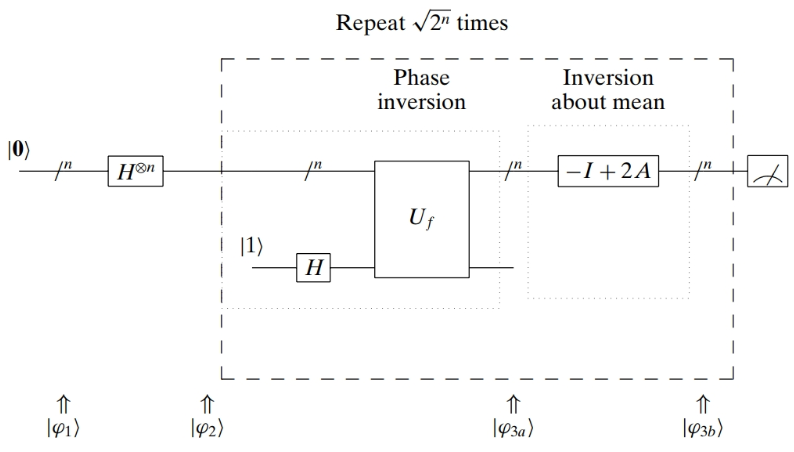 Repeat √2ⁿ times
Phase
inversion
Inversion
about mean
|𝟎⟩
n
H⊗n
n
n
−I + 2A
n
U_f
|1⟩
H
⇑ ⇑ ⇑ ⇑
|φ₁⟩ |φ₂⟩ |φ₃ₐ⟩ |φ₃b⟩